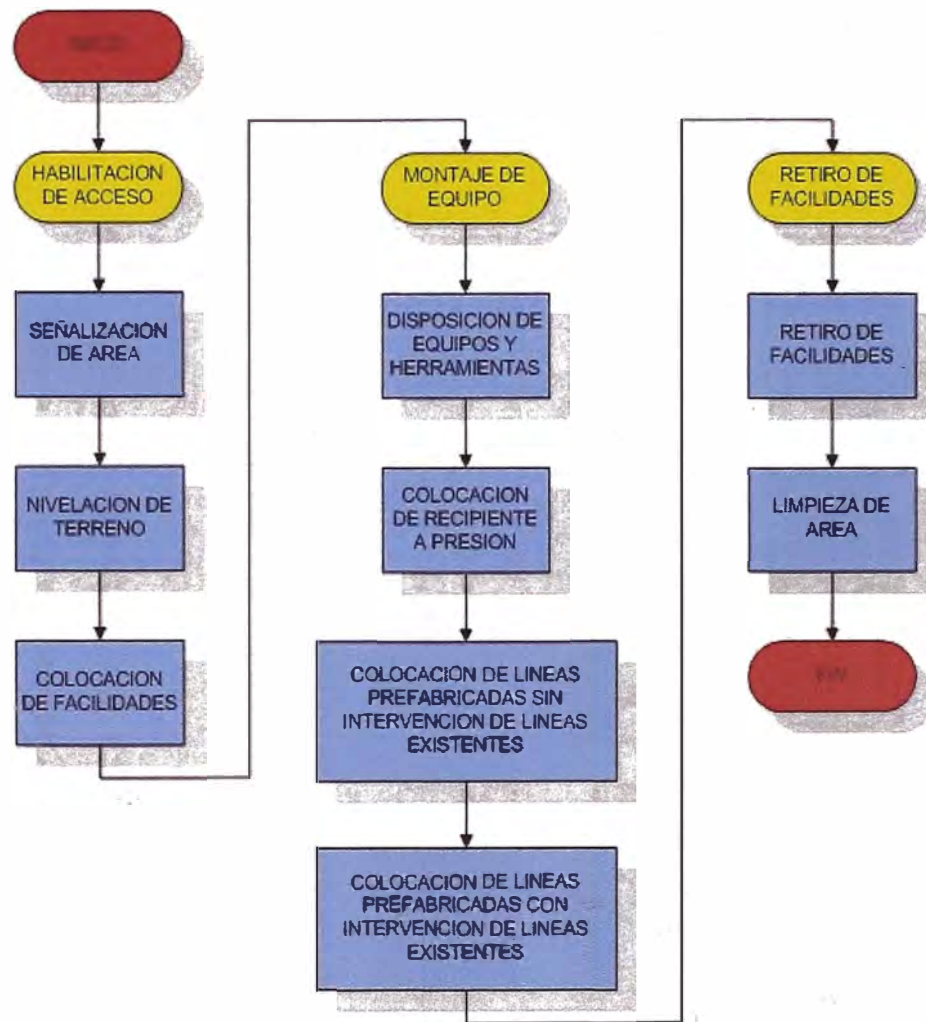 HABILITACION
DE ACCESO
SEÑALIZACION
DE AREA
NIVELACION DE
TERRENO
COLOCACION
DE FACILIDADES
MONTAJE DE
EQUIPO
DISPOSICION DE
EQUIPOS Y
HERRAMIENTAS
COLOCACION
DE RECIPIENTE
A PRESION
COLOCACION DE LINEAS
PREFABRICADAS SIN
INTERVENCION DE LINEAS
EXISTENTES
COLOCACION DE LINEAS
PREFABRICADAS CON
INTERVENCION DE LINEAS
EXISTENTES
RETIRO DE
FACILIDADES
RETIRO DE
FACILIDADES
LIMPIEZA DE
AREA